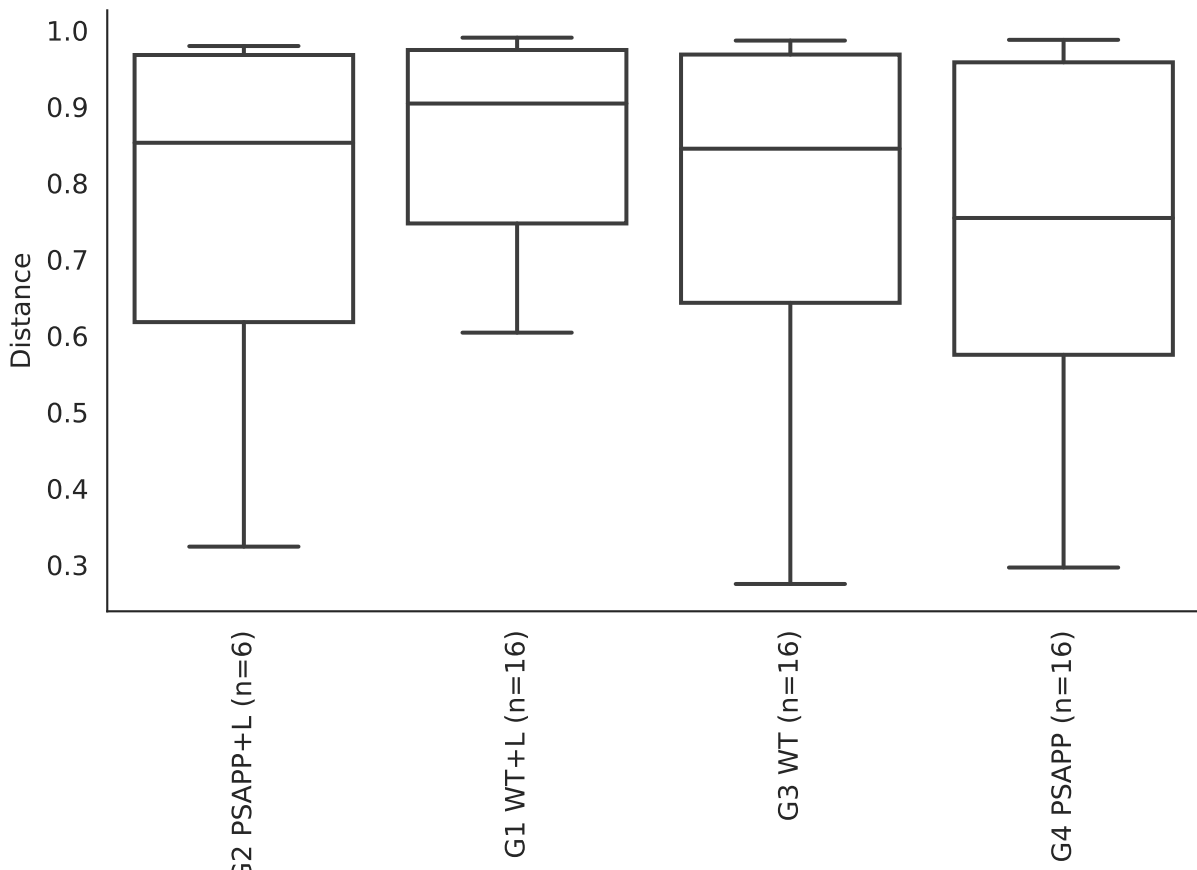 1.0
0.9
0.8
0.7
0.6
0.5
0.4
0.3
Distance
G2 PSAPP+L (n=6)
G1 WT+L (n=16)
G3 WT (n=16)
G4 PSAPP (n=16)